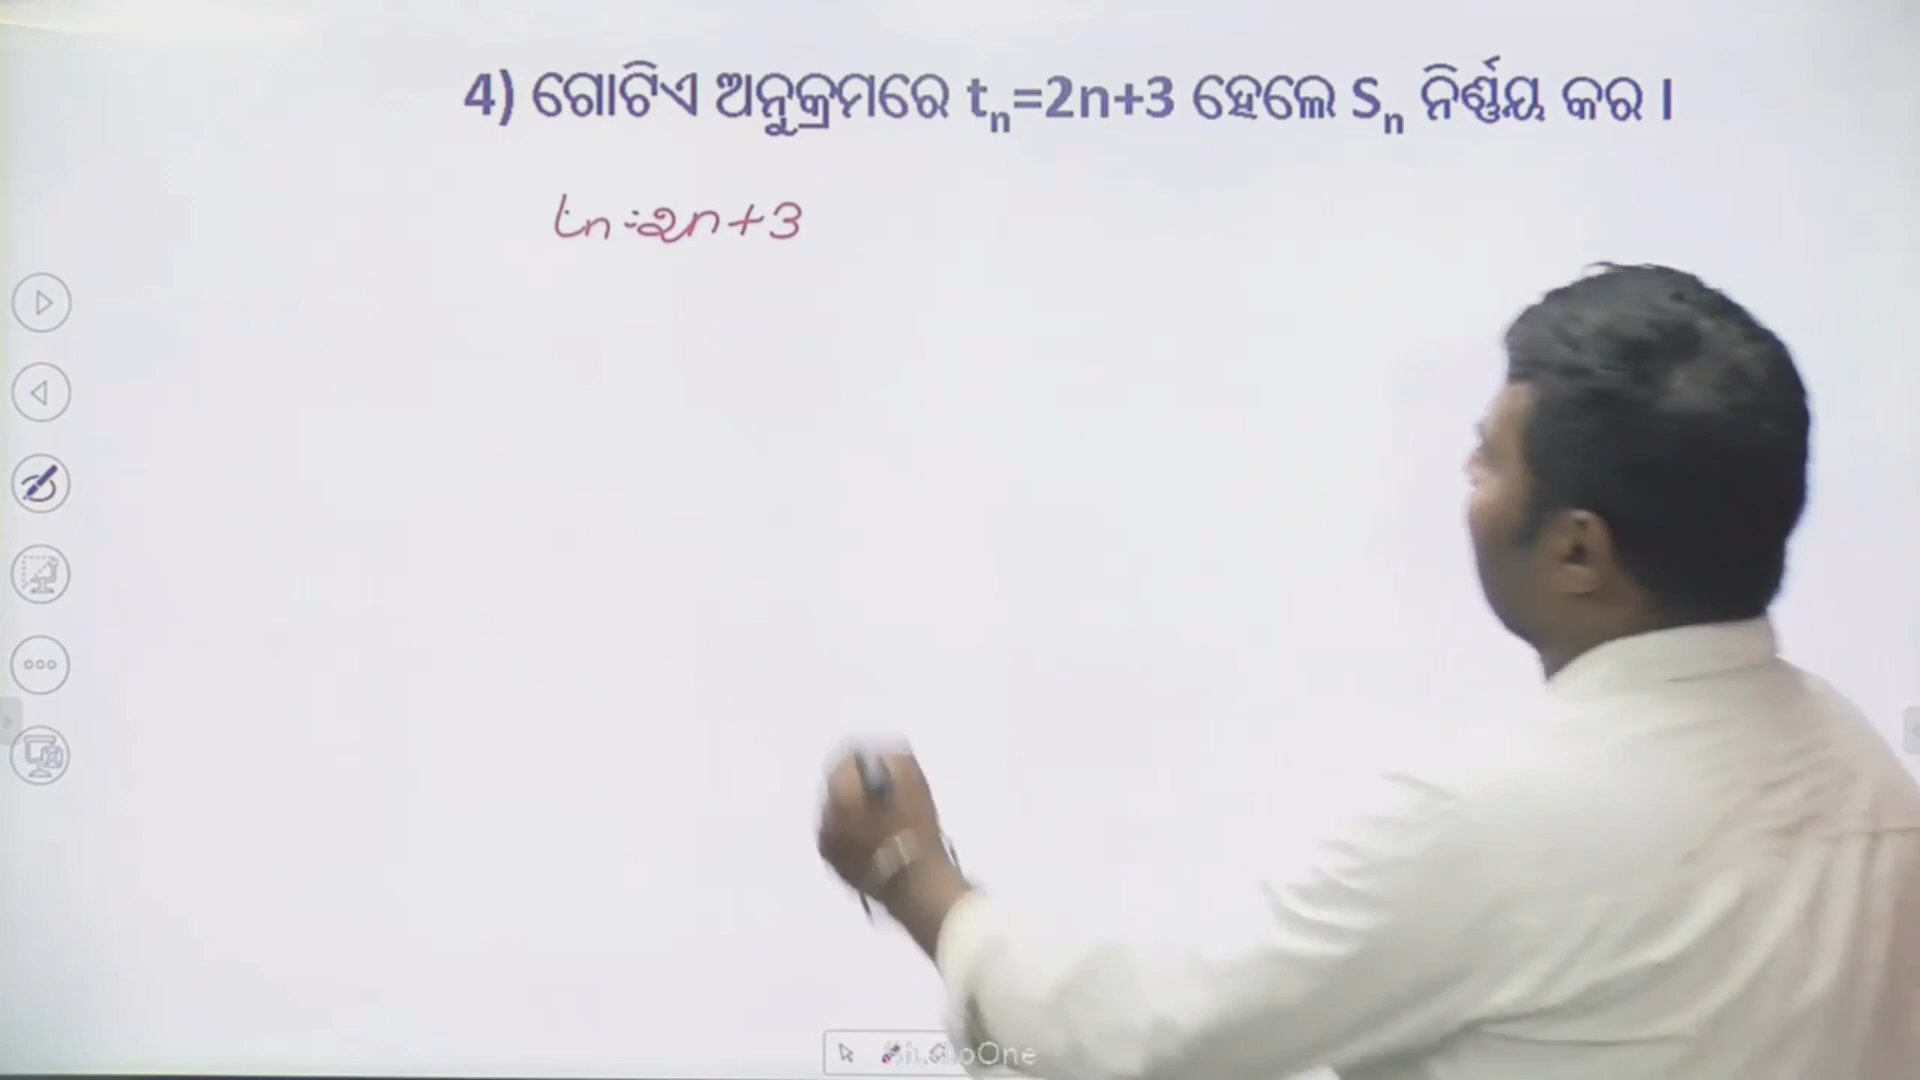 4) ଗୋଟିଏ ଅନୁକ୍ରମରେ tₙ=2n+3 ହେଲେ Sₙ ନିର୍ଣ୍ଣୟ କର ।
tn=2n+3